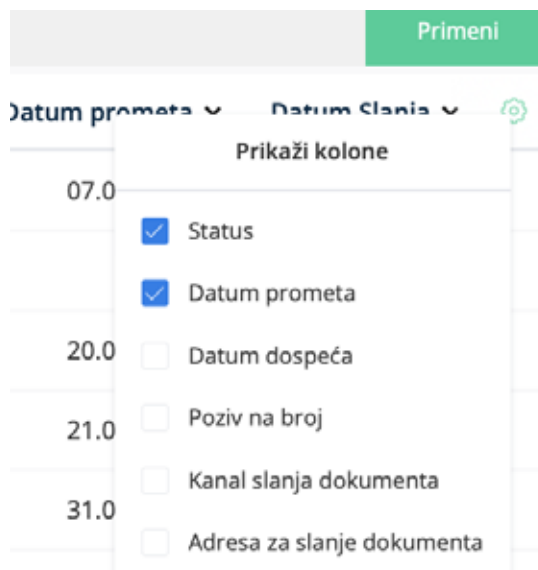 Primeni
Datum prometa Datum Slanja
Prikaži kolone
07.0
Status
Datum prometa
20.0
Datum dospeća
21.0
Poziv na broj
Kanal slanja dokumenta
31.0
Adresa za slanje dokumenta